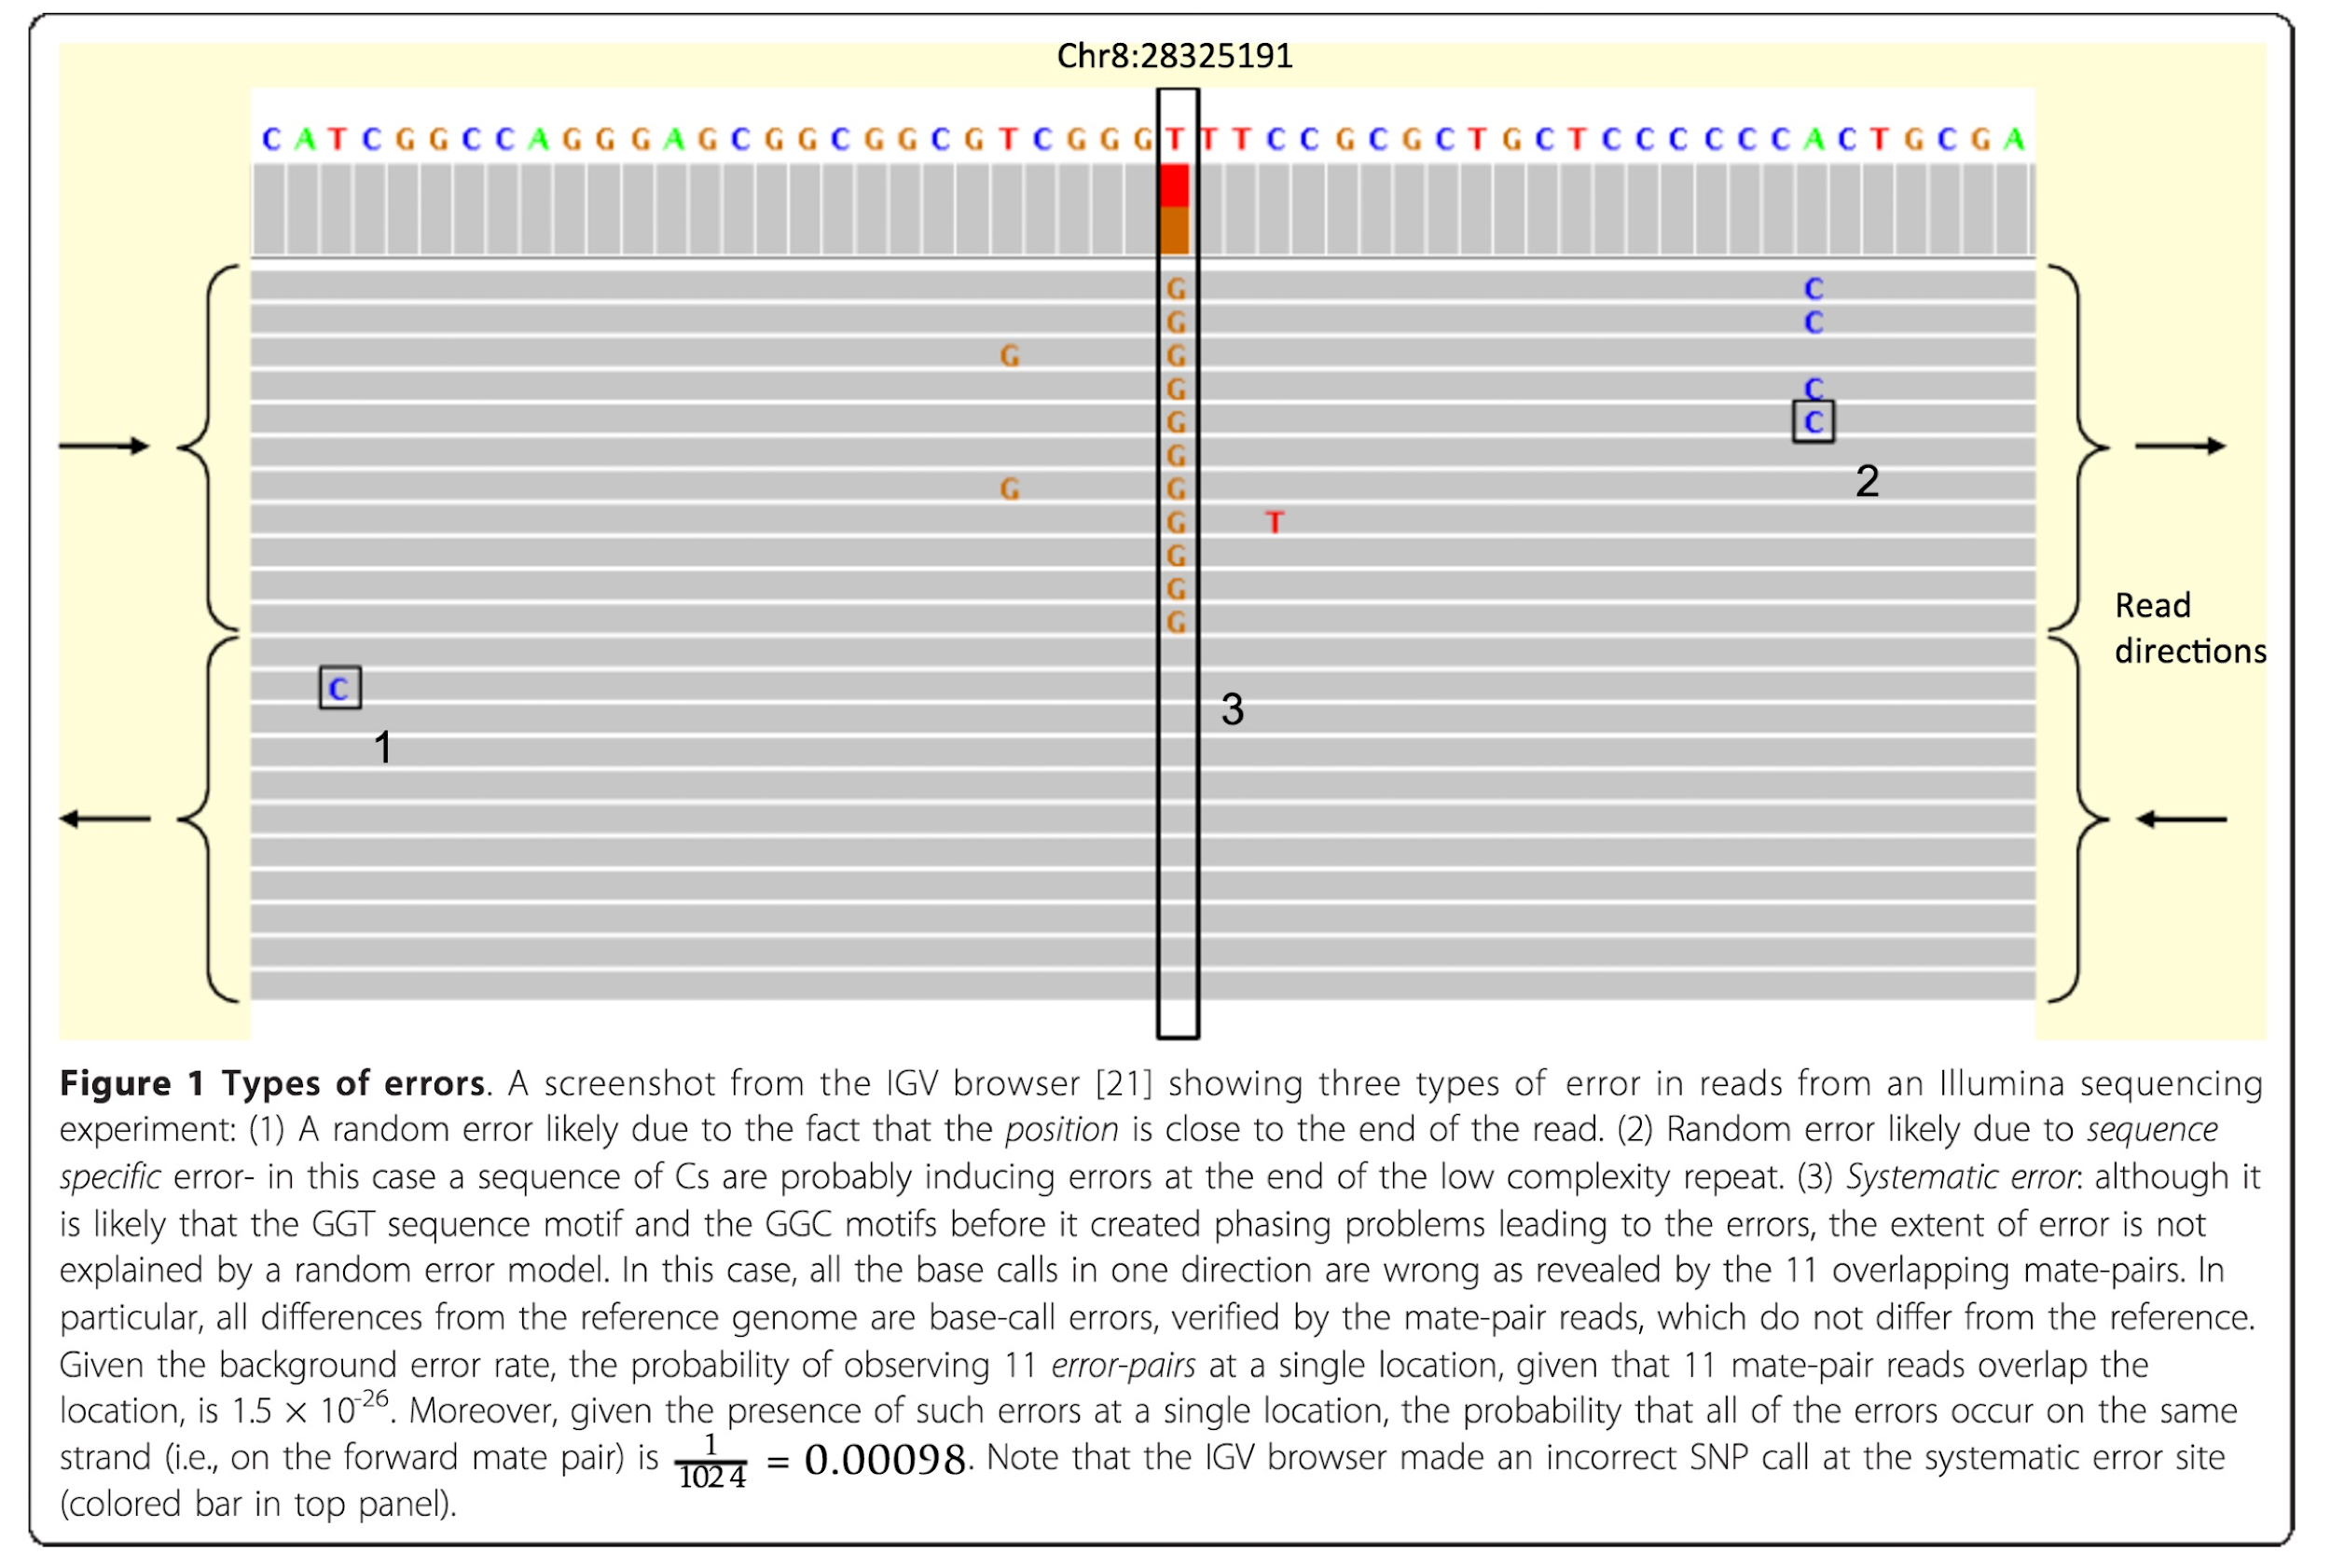 Chr8:28325191
C A T C G G C C A G G G A G C G G C G G C G T C G G G T T T C C G C G C T G C T C C C C C C A C T G C G A
G C
G C
G G
G C
G C
G
2
G G
G T
G
G
G
Read
directions
C
3
1
Figure 1 Types of errors. A screenshot from the IGV browser [21] showing three types of error in reads from an Illumina sequencing
experiment: (1) A random error likely due to the fact that the position is close to the end of the read. (2) Random error likely due to sequence
specific error- in this case a sequence of Cs are probably inducing errors at the end of the low complexity repeat. (3) Systematic error: although it
is likely that the GGT sequence motif and the GGC motifs before it created phasing problems leading to the errors, the extent of error is not
explained by a random error model. In this case, all the base calls in one direction are wrong as revealed by the 11 overlapping mate-pairs. In
particular, all differences from the reference genome are base-call errors, verified by the mate-pair reads, which do not differ from the reference.
Given the background error rate, the probability of observing 11 error-pairs at a single location, given that 11 mate-pair reads overlap the
location, is 1.5 × 10⁻²⁶. Moreover, given the presence of such errors at a single location, the probability that all of the errors occur on the same
strand (i.e., on the forward mate pair) is 1/1024 = 0.00098. Note that the IGV browser made an incorrect SNP call at the systematic error site
(colored bar in top panel).